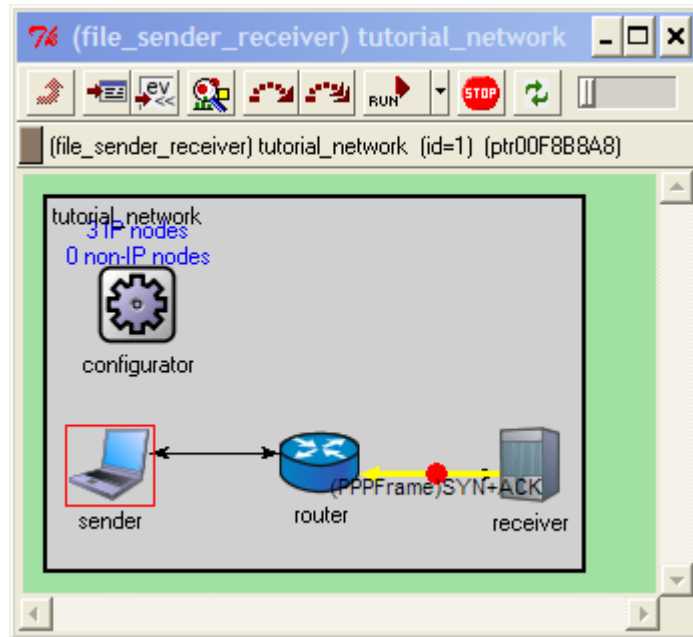 (file_sender_receiver) tutorial_network
ev
<<
RUN
STOP
(file_sender_receiver) tutorial_network (id=1) (ptr00F8B8A8)
tutorial_network
3 IP nodes
0 non-IP nodes
configurator
(PPPFrame)SYN+ACK
sender
router
receiver